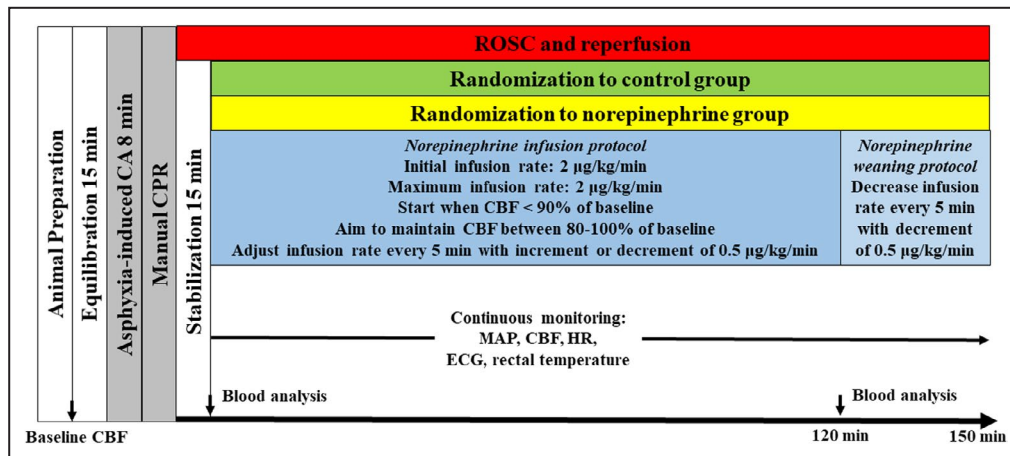 Animal Preparation
Equilibration 15 min
Asphyxia-induced CA 8 min
Manual CPR
Stabilization 15 min
ROSC and reperfusion
Randomization to control group
Randomization to norepinephrine group
Norepinephrine infusion protocol
Initial infusion rate: 2 µg/kg/min
Maximum infusion rate: 2 µg/kg/min
Start when CBF < 90% of baseline
Aim to maintain CBF between 80-100% of baseline
Adjust infusion rate every 5 min with increment or decrement of 0.5 µg/kg/min
Norepinephrine
weaning protocol
Decrease infusion
rate every 5 min
with decrement
of 0.5 µg/kg/min
Continuous monitoring:
MAP, CBF, HR,
ECG, rectal temperature
Blood analysis
Blood analysis
Baseline CBF
120 min
150 min